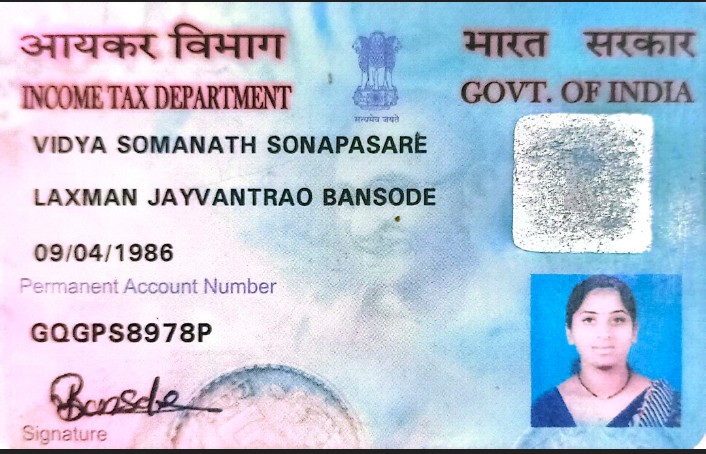 आयकर विभाग
भारत सरकार
INCOME TAX DEPARTMENT
GOVT. OF INDIA
सत्यमेव जयते
VIDYA SOMANATH SONAPASARE
LAXMAN JAYVANTRAO BANSODE
09/04/1986
Permanent Account Number
GQGPS8978P
Bansode
Signature